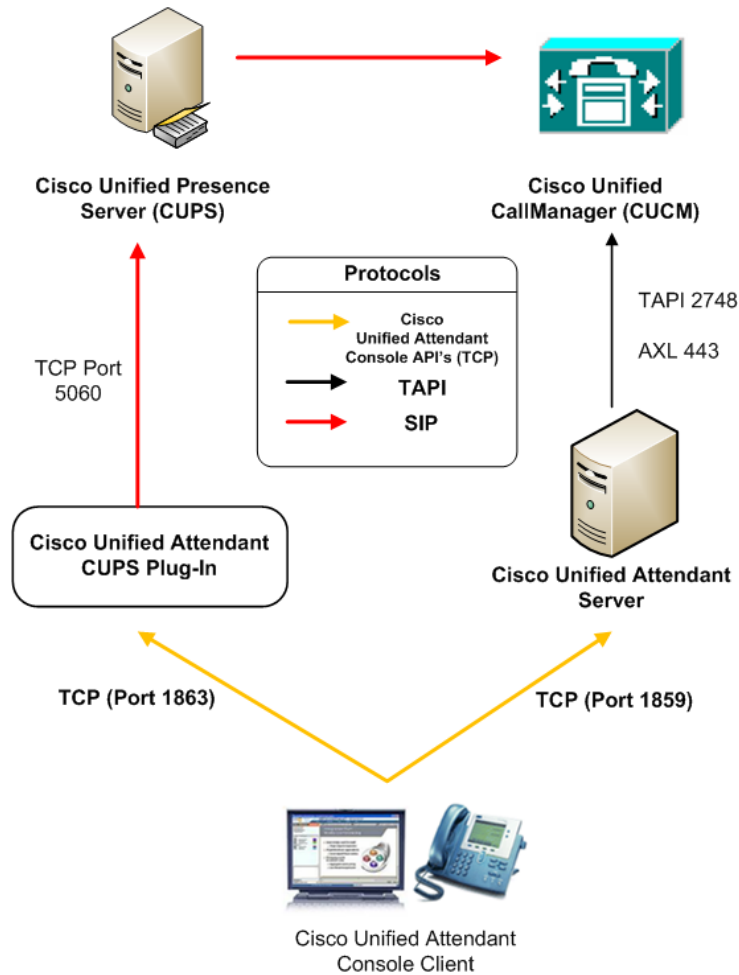 Cisco Unified Presence
Server (CUPS)
Cisco Unified
CallManager (CUCM)
Protocols
Cisco
Unified Attendant
Console API's (TCP)
TAPI
SIP
TCP Port
5060
TAPI 2748
AXL 443
Cisco Unified Attendant
CUPS Plug-In
Cisco Unified Attendant
Server
TCP (Port 1863)
TCP (Port 1859)
Cisco Unified Attendant
Console Client